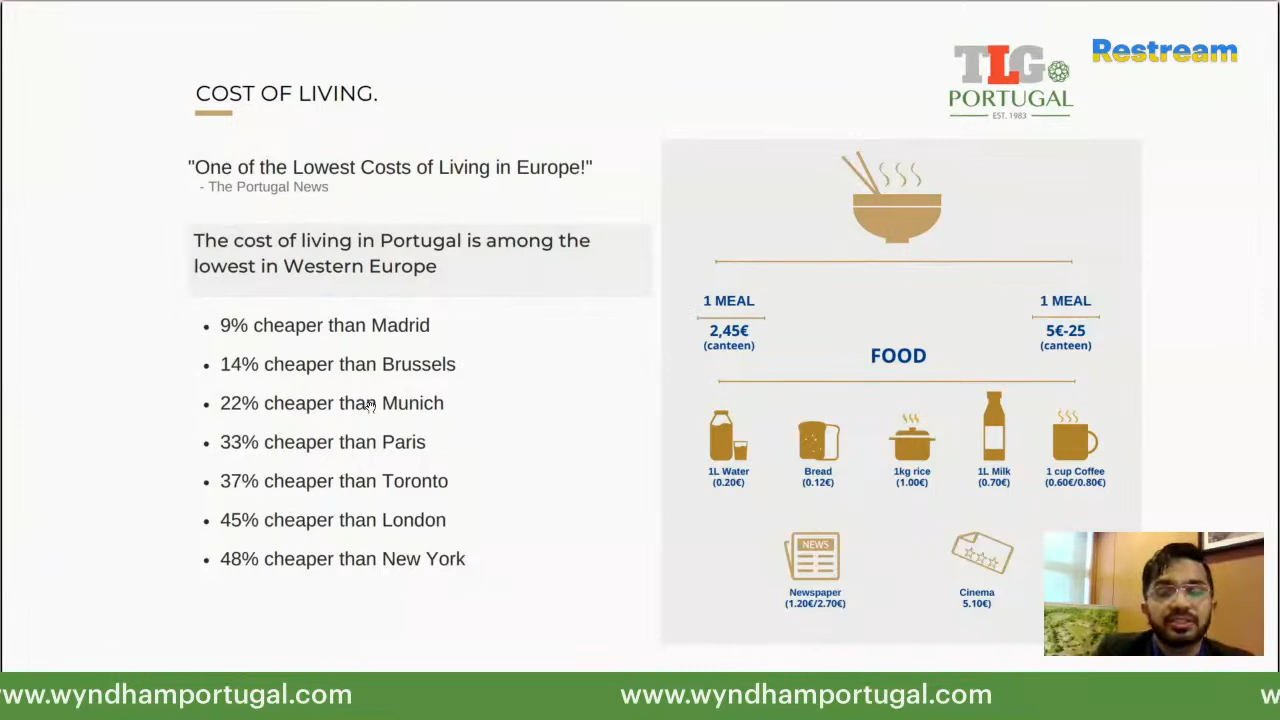 TLG
PORTUGAL
EST. 1983
Restream
COST OF LIVING.
"One of the Lowest Costs of Living in Europe!"
- The Portugal News
The cost of living in Portugal is among the
lowest in Western Europe
• 9% cheaper than Madrid
• 14% cheaper than Brussels
• 22% cheaper than Munich
• 33% cheaper than Paris
• 37% cheaper than Toronto
• 45% cheaper than London
• 48% cheaper than New York
1 MEAL
2,45€
(canteen)
1 MEAL
5€-25
(canteen)
FOOD
1L Water
(0.20€)
Bread
(0.12€)
1kg rice
(1.00€)
1L Milk
(0.70€)
1 cup Coffee
(0.60€/0.80€)
NEWS
Newspaper
(1.20€/2.70€)
Cinema
5.10€)
www.wyndhamportugal.com
www.wyndhamportugal.com
w